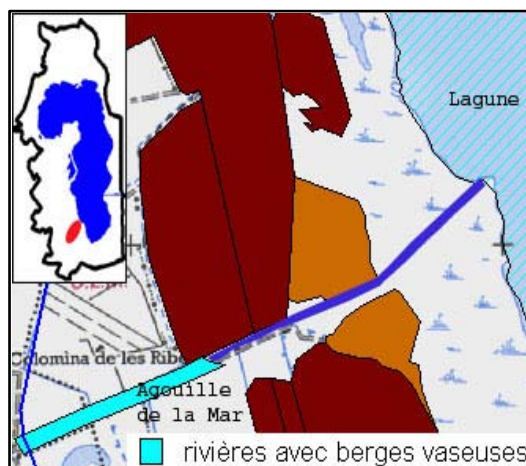 Lagune
Colomina de les Ribe
Agouille
de la Mar
rivières avec berges vaseuses